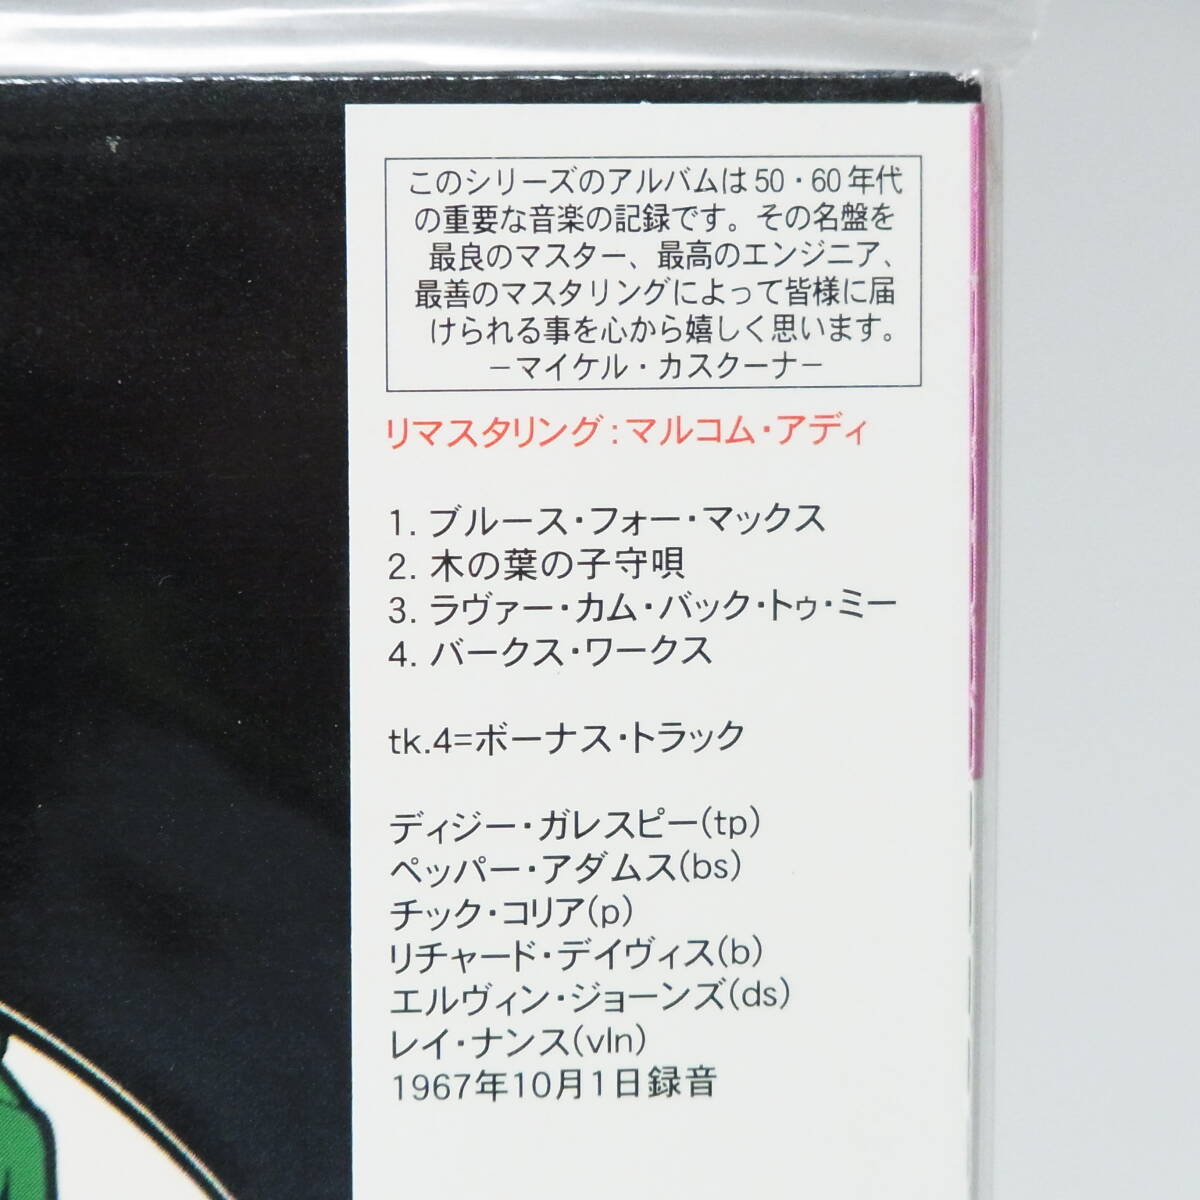 このシリーズのアルバムは50・60年代
の重要な音楽の記録です。その名盤を
最良のマスター、最高のエンジニア、
最善のマスタリングによって皆様に届
けられる事を心から嬉しく思います。
−マイケル・カスクーナ−
リマスタリング:マルコム・アディ
1. ブルース・フォー・マックス
2. 木の葉の子守唄
3. ラヴァー・カム・バック・トゥ・ミー
4. バークス・ワークス
tk.4=ボーナス・トラック
ディジー・ガレスピー(tp)
ペッパー・アダムス(bs)
チック・コリア(p)
リチャード・デイヴィス(b)
エルヴィン・ジョーンズ(ds)
レイ・ナンス(vln)
1967年10月1日録音